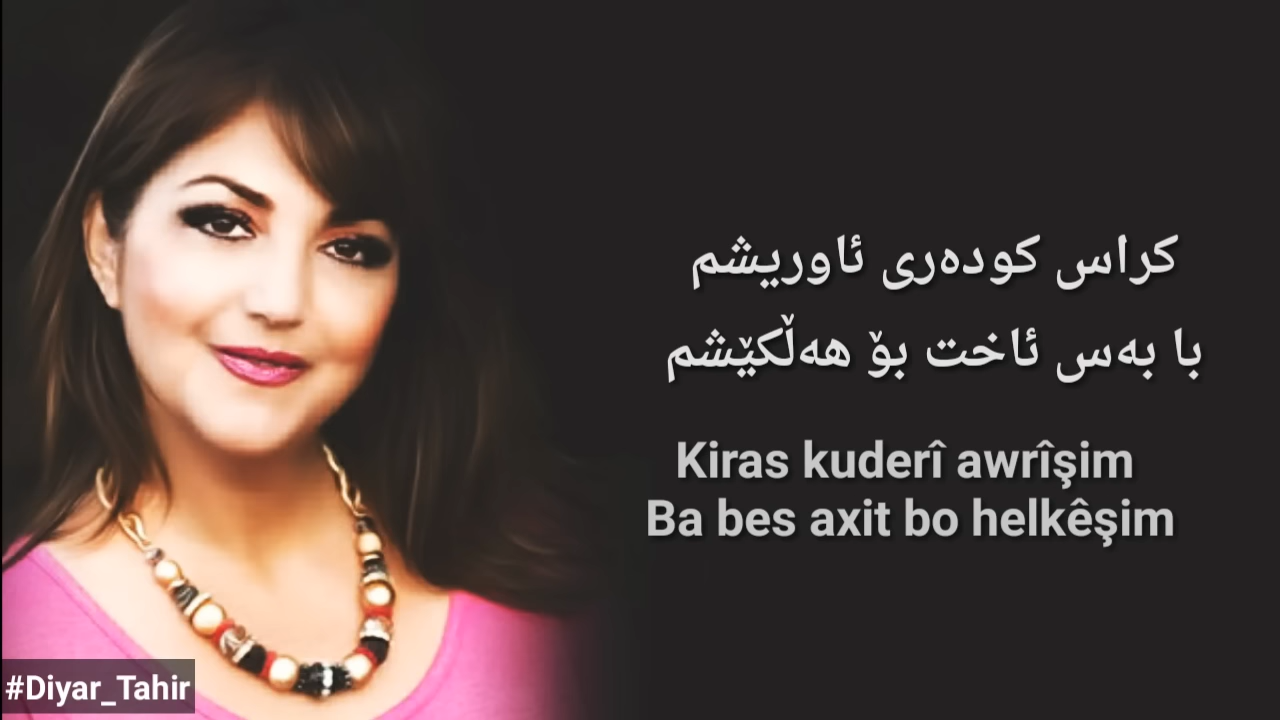 کراس کودەری ئاوریشم
با بەس ئاخت بۆ هەڵکێشم
Kiras kuderî awrîşim
Ba bes axit bo helkêşim
#Diyar_Tahir